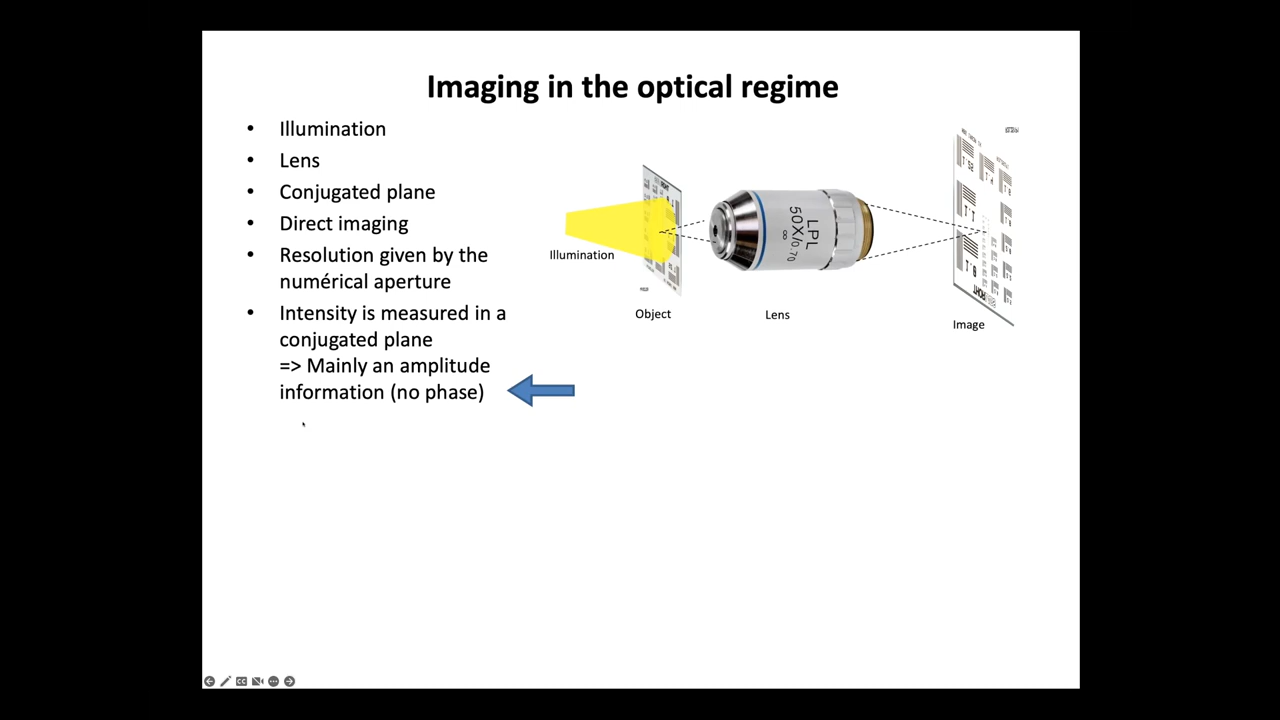 Imaging in the optical regime
• Illumination
• Lens
• Conjugated plane
• Direct imaging
• Resolution given by the
numérical aperture
• Intensity is measured in a
conjugated plane
=> Mainly an amplitude
information (no phase)
Illumination
Object
LPL
50X/0.70
∞
Lens
Image